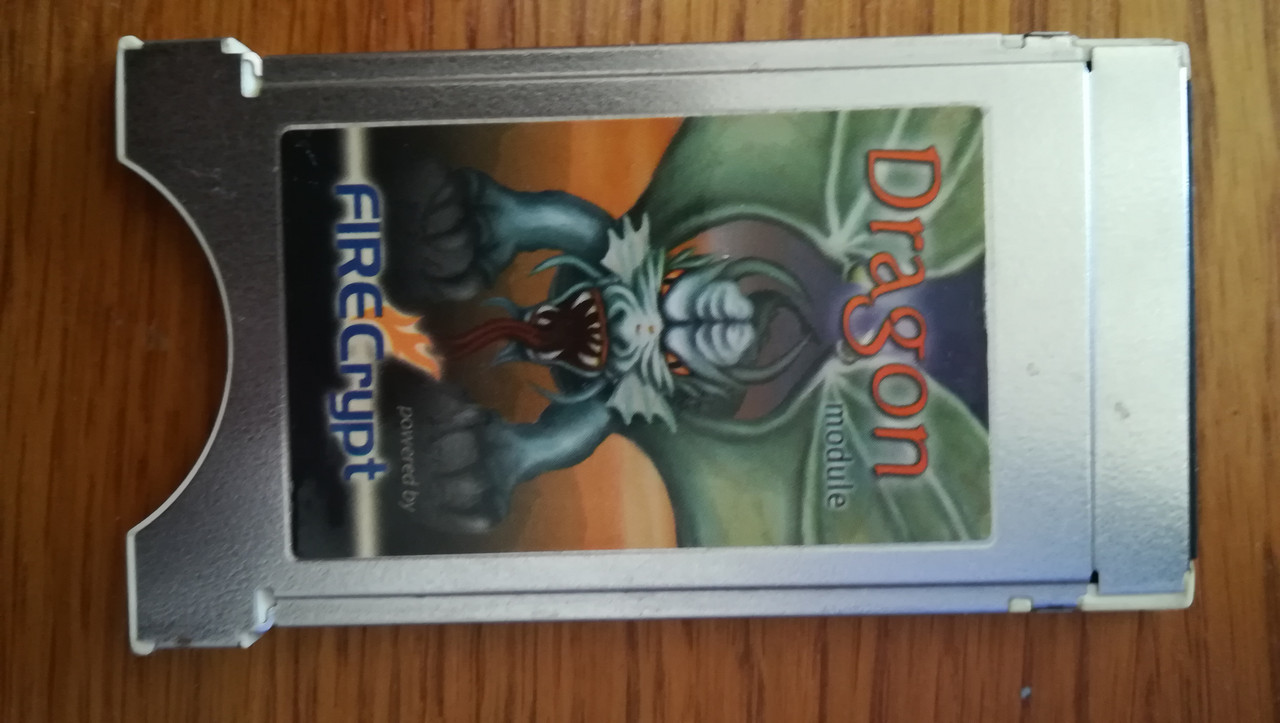 Dragon
module
powered by
FIRECrypt